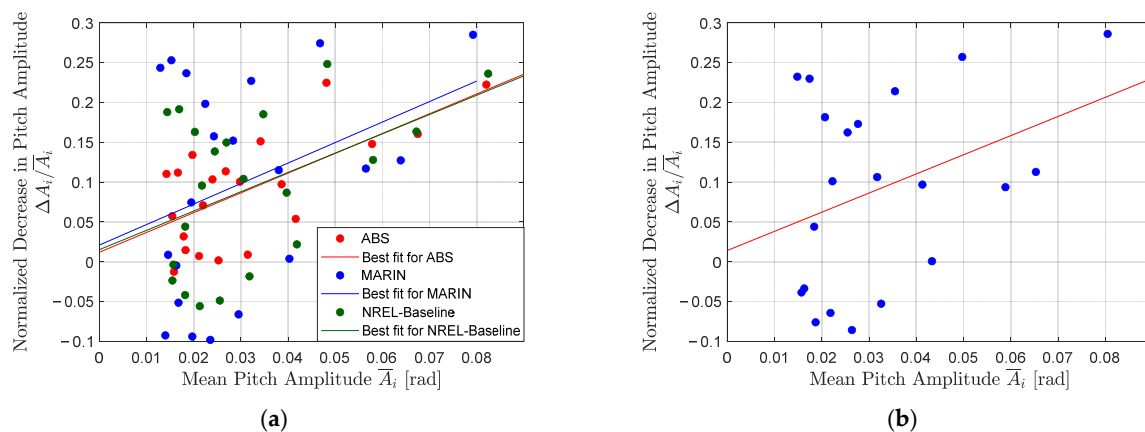 Normalized Decrease in Pitch Amplitude
ΔA_i/A̅_i
0.3
0.25
0.2
0.15
0.1
0.05
0
−0.05
−0.1
0 0.01 0.02 0.03 0.04 0.05 0.06 0.07 0.08
Mean Pitch Amplitude A̅_i [rad]
ABS
Best fit for ABS
MARIN
Best fit for MARIN
NREL-Baseline
Best fit for NREL-Baseline
(a)
Normalized Decrease in Pitch Amplitude
ΔA_i/A̅_i
0.3
0.25
0.2
0.15
0.1
0.05
0
−0.05
−0.1
0 0.01 0.02 0.03 0.04 0.05 0.06 0.07 0.08
Mean Pitch Amplitude A̅_i [rad]
(b)